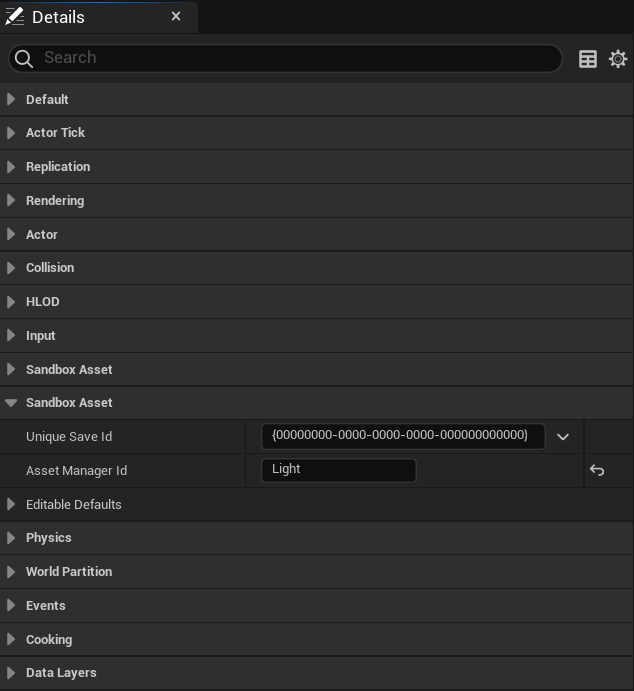 Details
Search
Default
Actor Tick
Replication
Rendering
Actor
Collision
HLOD
Input
Sandbox Asset
Sandbox Asset
Unique Save Id {00000000-0000-0000-0000-000000000000}
Asset Manager Id Light
Editable Defaults
Physics
World Partition
Events
Cooking
Data Layers